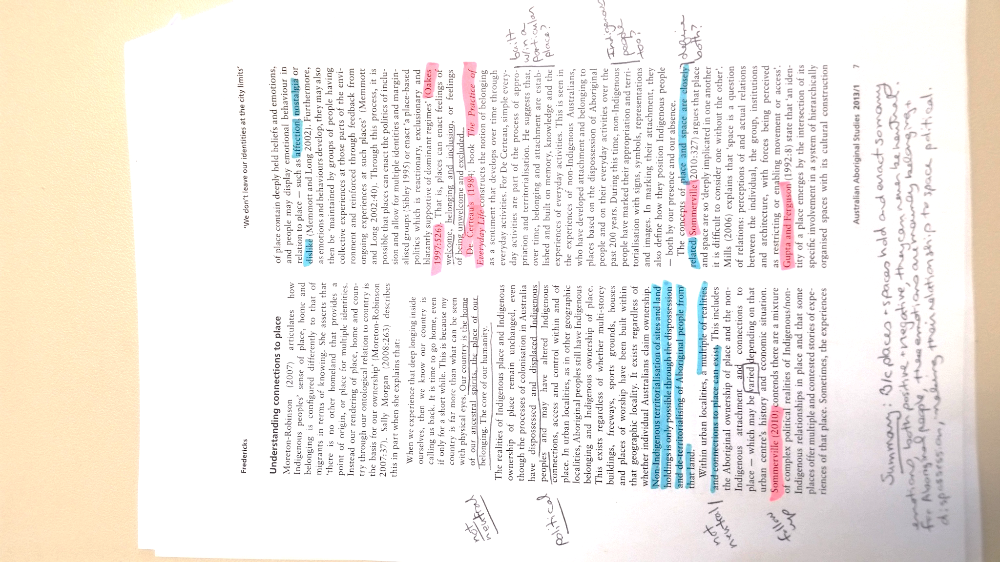 Fredericks
'We don't leave our identities at the city limits'
Understanding connections to place
Moreton-Robinson (2007) articulates how
Indigenous peoples' sense of place, home and
belonging is configured differently to that of
migrants in terms of knowing. She asserts that
'there is no other homeland that provides a
point of origin, or place for multiple identities.
Instead our rendering of place, home and coun-
try through our ontological relation to country is
the basis for our ownership' (Moreton-Robinson
2007:37). Sally Morgan (2008:263) describes
this in part when she explains that:
When we experience that deep longing inside
ourselves, then we know our country is
calling us back. It is time to go home, even
if only for a short while. This is because my
country is far more than what can be seen
with physical eyes. Our country is the home
of our ancestral spirits, the place of our
belonging. The core of our humanity.
not
neutral
The realities of Indigenous place and Indigenous
ownership of place remain unchanged, even
though the processes of colonisation in Australia
have dispossessed and displaced Indigenous
peoples and may have altered Indigenous
connections, access and control within and of
political
place. In urban localities, as in other geographic
localities, Aboriginal peoples still have Indigenous
belonging and Indigenous ownership of place.
This exists regardless of whether multi-storey
buildings, freeways, sports grounds, houses
and places of worship have been built within
that geographic locality. It exists regardless of
whether individual Australians claim ownership.
Non-Indigenous territorialisation of sites and land
holdings is only possible through the dispossession
and de-territorialising of Aboriginal people from
that land.
Within urban localities, a multiple of realities
and connections to place can exist. This includes
the Aboriginal ownership of place and the non-
Indigenous attachment and connections to
place — which may be varied depending on that
urban centre's history and economic situation.
not
neutral
Sommerville (2010) contends there are a mixture
of complex political realities of Indigenous/non-
Indigenous relationships in place and that some
places offer multiple and contested stories of expe-
riences of that place. Sometimes, the experiences
follow
up
of place contain deeply held beliefs and emotions,
and people may display emotional behaviour in
relation to place — such as affection, nostalgia or
dislike (Memmott and Long 2002). Furthermore,
as emotions and behaviours develop, they may also
then be 'maintained by groups of people having
collective experiences at those parts of the envi-
ronment and reinforced through feedback from
ongoing experiences at such places' (Memmott
and Long 2002:40). Through this process, it is
possible that places can enact the politics of inclu-
sion and allow for multiple identities and margin-
alised groups (Sibley 1995) or enact 'a place-based
politics which is reactionary, exclusionary and
blatantly supportive of dominant regimes' (Oakes
1997:526). That is, places can enact feelings of
welcome, belonging and inclusion, or feelings
of being unwelcome and excluded.
De Certeau's (1984) book The Practice of
Everyday Life constructs the notion of belonging
as a sentiment that develops over time through
everyday activities. For De Certeau, simple every-
day activities are part of the process of appro-
priation and territorialisation. He suggests that,
over time, belonging and attachment are estab-
lished and built on memory, knowledge and the
experiences of everyday activities. This is seen in
built
w/in a
particular
place?
the experiences of non-Indigenous Australians,
who have developed attachment and belonging to
places based on the dispossession of Aboriginal
people and on their everyday activities over the
past 200 years. During this time, non-Indigenous
people have marked their appropriation and terri-
torialisation with signs, symbols, representations
and images. In marking their attachment, they
also define how they position Indigenous people
— both by our presence and our absence.
Indigenous
people
too?
The concepts of place and space are closely
related. Sommerville (2010:327) argues that place
and space are so 'deeply implicated in one another
it is difficult to consider one without the other'.
define
both?
Mills (2006) explains that 'space is a question
of relations: perceptions of and actual relations
between the individual, the group, institutions
and architecture, with forces being perceived
as restricting or enabling movement or access'.
Gupta and Ferguson (1992:8) state that 'an iden-
tity of a place emerges by the intersection of its
specific involvement in a system of hierarchically
organised spaces with its cultural construction
Australian Aboriginal Studies 2013/1 7
Summary: B/c places + spaces hold and enact so many
emotions, both positive + negative, they can never be neutral.
for Aboriginal people, these emotions are mourning, belonging +
dispossession, making their relationship to space political.